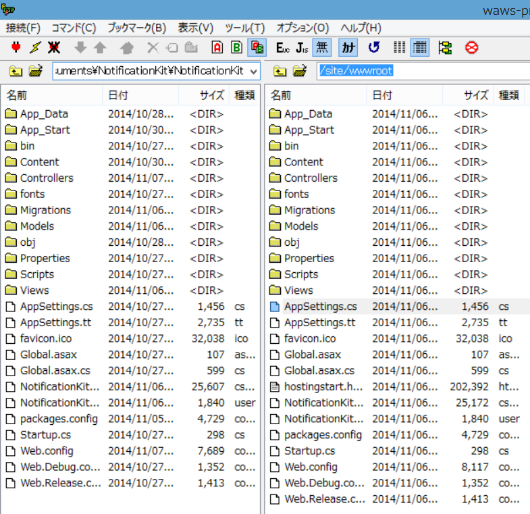 waws-pr
接続(F) コマンド(C) ブックマーク(B) 表示(V) ツール(T) オプション(O) ヘルプ(H)
A B Euc Jis 無 カナ
uments¥NotificationKit¥NotificationKit
/site/wwwroot
名前 日付 サイズ 種類
App_Data 2014/10/28... <DIR>
App_Start 2014/10/30... <DIR>
bin 2014/10/27... <DIR>
Content 2014/10/30... <DIR>
Controllers 2014/11/07... <DIR>
fonts 2014/10/27... <DIR>
Migrations 2014/11/06... <DIR>
Models 2014/11/06... <DIR>
obj 2014/10/28... <DIR>
Properties 2014/10/27... <DIR>
Scripts 2014/10/27... <DIR>
Views 2014/11/06... <DIR>
AppSettings.cs 2014/10/27... 1,456 cs
AppSettings.tt 2014/10/27... 2,735 tt
favicon.ico 2014/10/27... 32,038 ico
Global.asax 2014/10/27... 107 as...
Global.asax.cs 2014/10/27... 599 cs
NotificationKit... 2014/11/06... 25,607 cs...
NotificationKit... 2014/11/06... 1,840 user
packages.config 2014/11/05... 4,729 co...
Startup.cs 2014/10/27... 298 cs
Web.config 2014/11/07... 7,689 co...
Web.Debug.co... 2014/10/27... 1,352 co...
Web.Release.c... 2014/10/27... 1,413 co...
名前 日付 サイズ 種類
App_Data 2014/11/06... <DIR>
App_Start 2014/11/06... <DIR>
bin 2014/11/06... <DIR>
Content 2014/11/06... <DIR>
Controllers 2014/11/06... <DIR>
fonts 2014/11/06... <DIR>
Migrations 2014/11/06... <DIR>
Models 2014/11/06... <DIR>
obj 2014/11/06... <DIR>
Properties 2014/11/06... <DIR>
Scripts 2014/11/06... <DIR>
Views 2014/11/06... <DIR>
AppSettings.cs 2014/11/06... 1,456 cs
AppSettings.tt 2014/11/06... 2,735 tt
favicon.ico 2014/11/06... 32,038 ico
Global.asax 2014/11/06... 107 as...
Global.asax.cs 2014/11/06... 599 cs
hostingstart.h... 2014/11/06... 202,392 ht...
NotificationKit... 2014/11/06... 25,172 cs...
NotificationKit... 2014/11/06... 1,840 user
packages.config 2014/11/06... 4,729 co...
Startup.cs 2014/11/06... 298 cs
Web.config 2014/11/06... 8,117 co...
Web.Debug.co... 2014/11/06... 1,352 co...
Web.Release.c... 2014/11/06... 1,413 co...